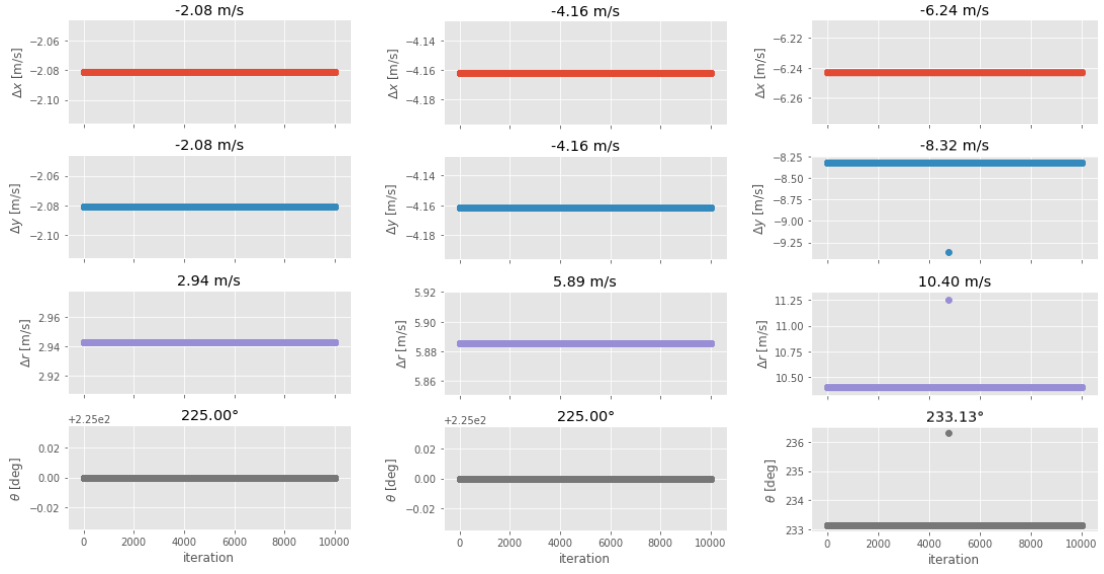 -2.08 m/s
-4.16 m/s
-6.24 m/s
Δx [m/s]
−2.06
−2.08
−2.10
Δx [m/s]
−4.14
−4.16
−4.18
Δx [m/s]
−6.22
−6.24
−6.26
-2.08 m/s
-4.16 m/s
-8.32 m/s
Δy [m/s]
−2.06
−2.08
−2.10
Δy [m/s]
−4.14
−4.16
−4.18
Δy [m/s]
−8.25
−8.50
−8.75
−9.00
−9.25
2.94 m/s
5.89 m/s
10.40 m/s
Δr [m/s]
2.96
2.94
2.92
Δr [m/s]
5.92
5.90
5.88
5.86
Δr [m/s]
11.25
11.00
10.75
10.50
225.00°
225.00°
233.13°
+2.25e2
θ [deg]
0.02
0.00
−0.02
+2.25e2
θ [deg]
0.02
0.00
−0.02
θ [deg]
236
235
234
233
0 2000 4000 6000 8000 10000
0 2000 4000 6000 8000 10000
0 2000 4000 6000 8000 10000
iteration
iteration
iteration